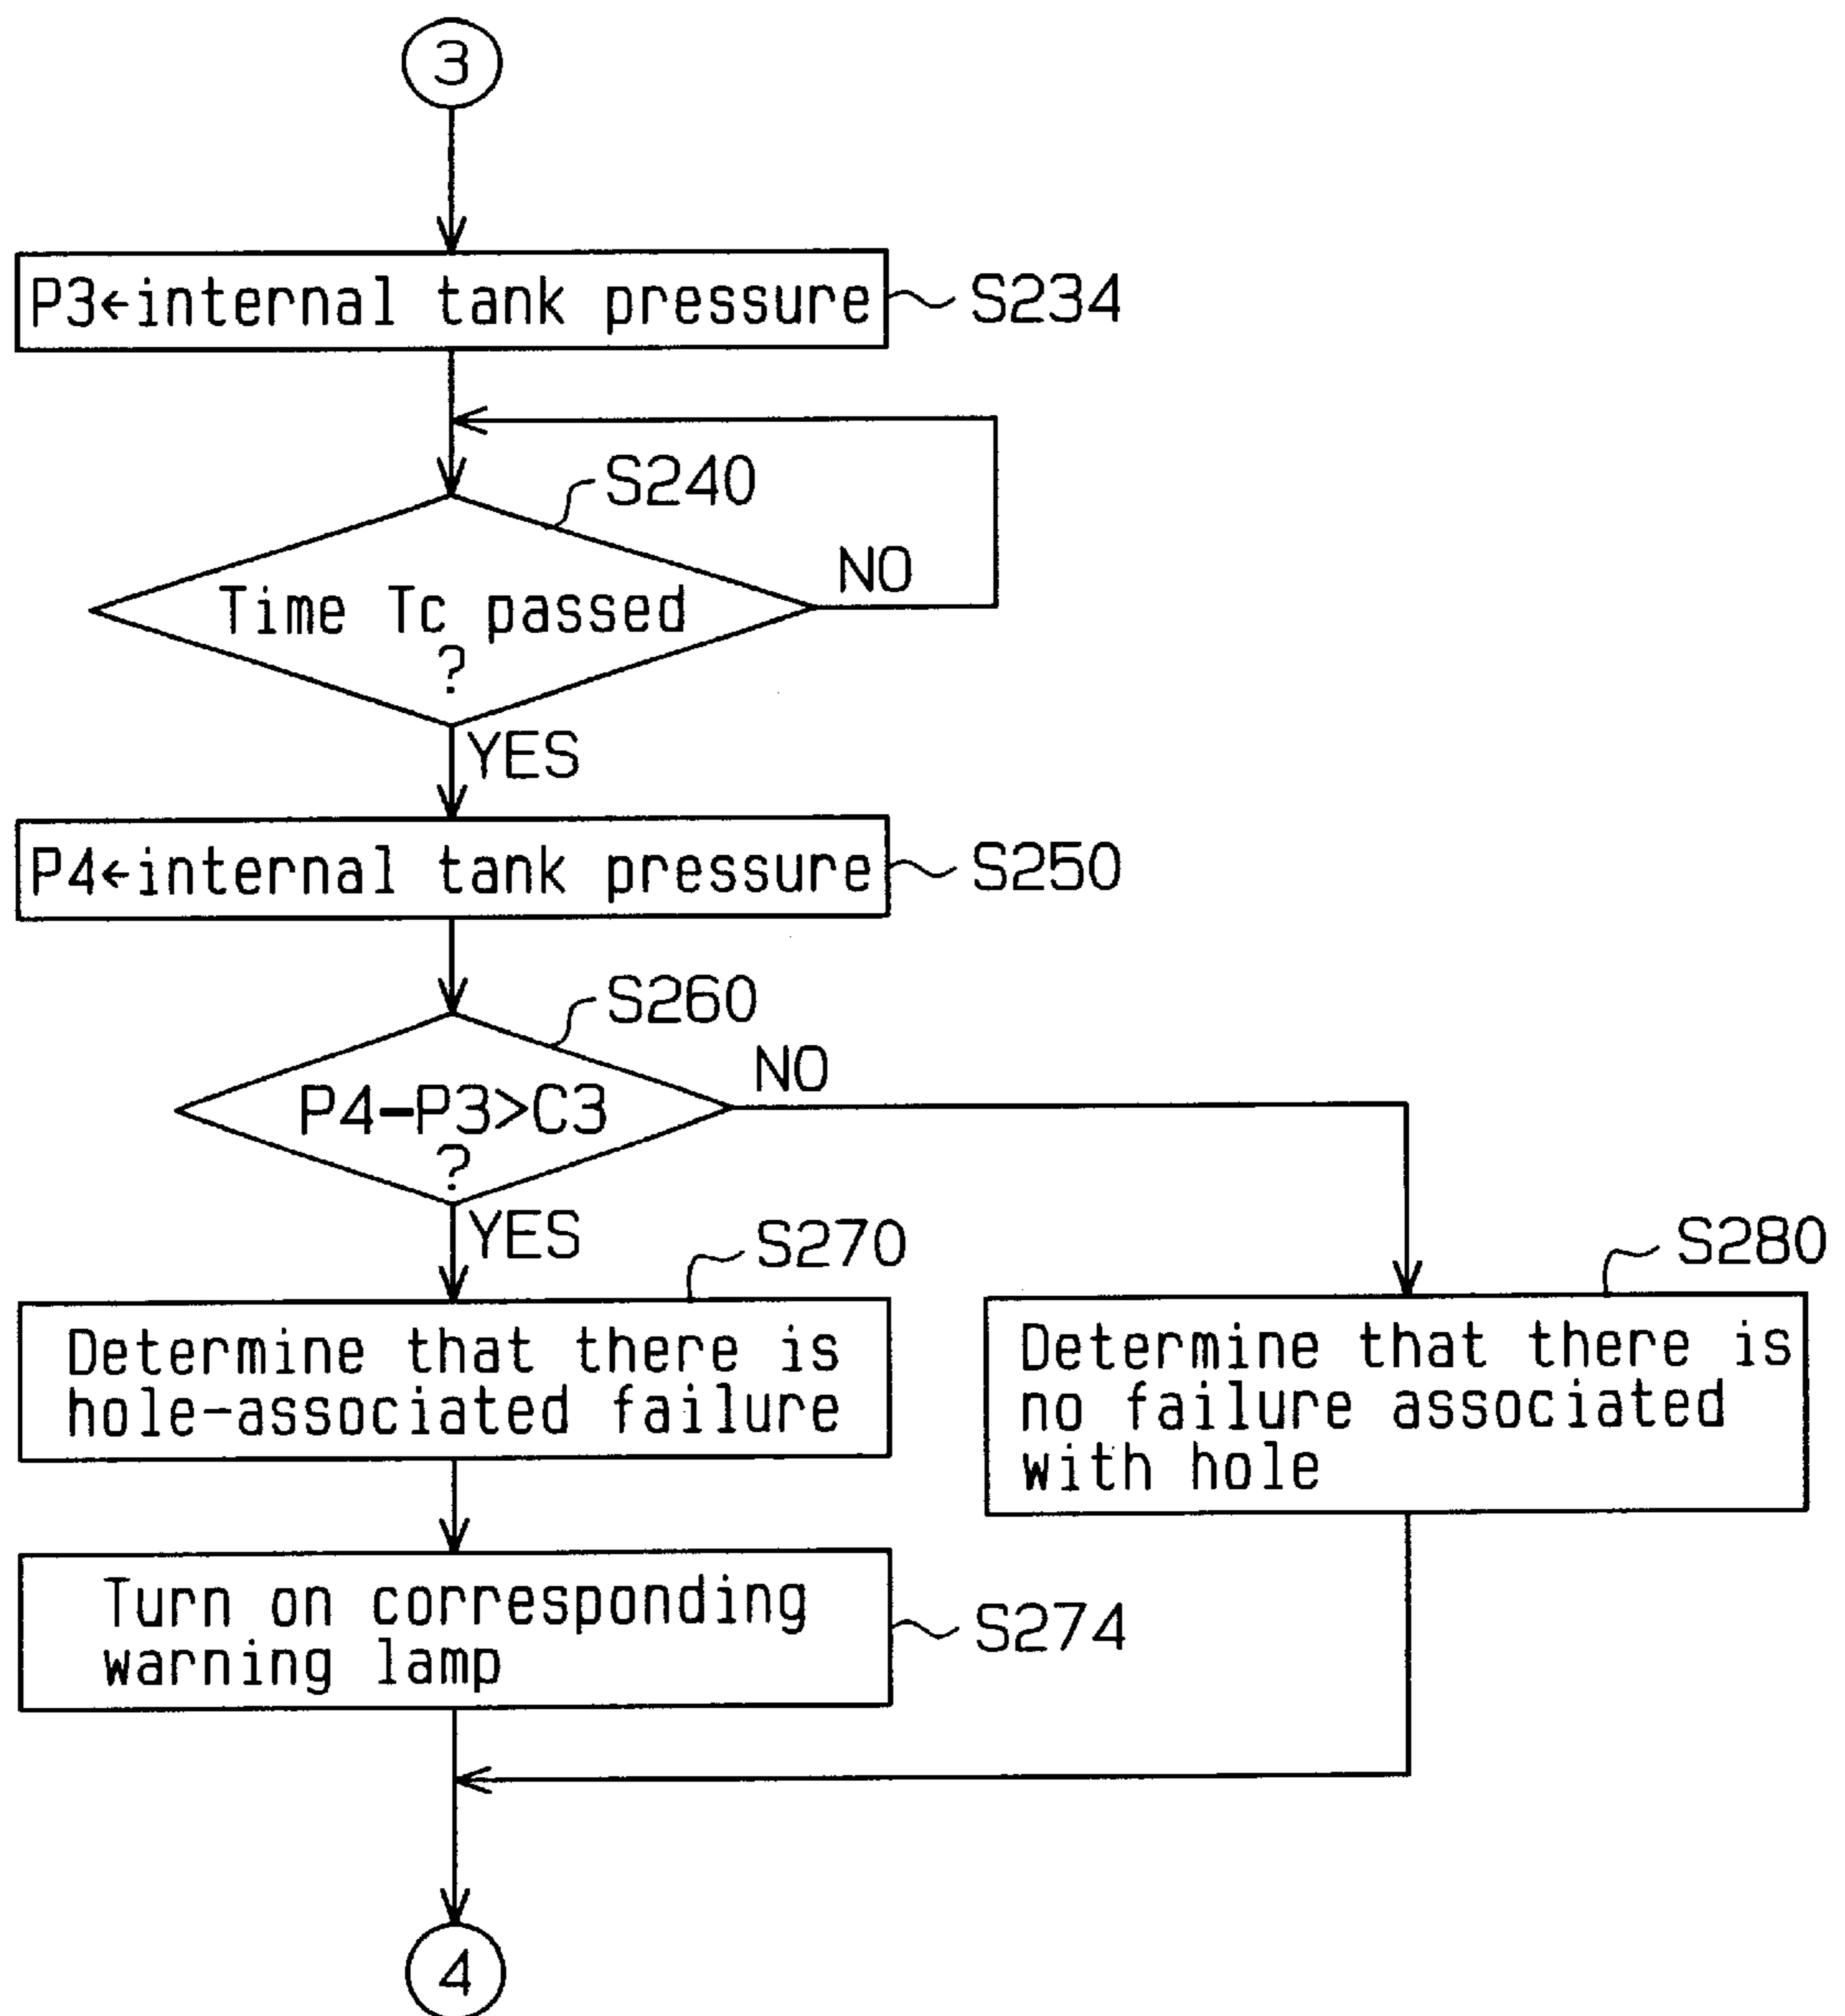 3
P3←internal tank pressure
S234
S240
NO
Time Tc passed
?
YES
P4←internal tank pressure
S250
S260
NO
P4-P3>C3
?
YES
S270
S280
Determine that there is
hole-associated failure
Determine that there is
no failure associated
with hole
Turn on corresponding
warning lamp
S274
4